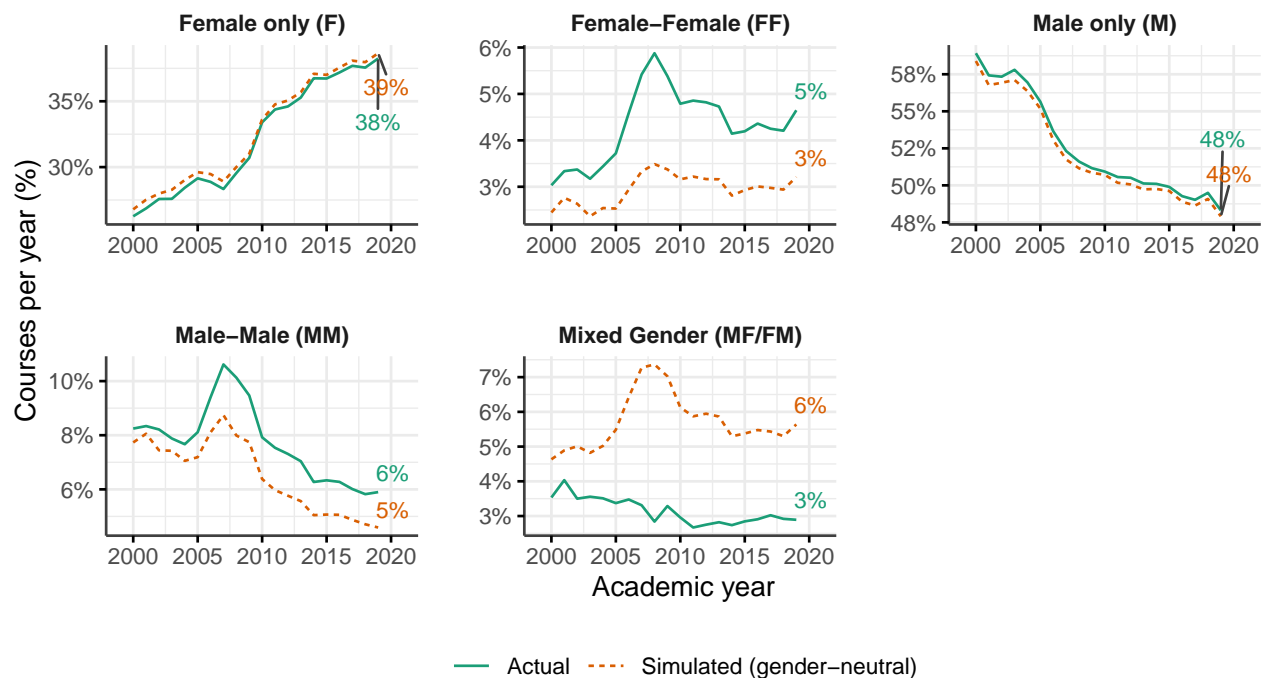 Female only (F)
Female−Female (FF)
Male only (M)
Courses per year (%)
35%
30%
39%
38%
2000 2005 2010 2015 2020
6%
5%
4%
3%
5%
3%
2000 2005 2010 2015 2020
58%
55%
52%
50%
48%
48%
48%
2000 2005 2010 2015 2020
Male−Male (MM)
Mixed Gender (MF/FM)
10%
8%
6%
6%
5%
2000 2005 2010 2015 2020
7%
6%
5%
4%
3%
6%
3%
2000 2005 2010 2015 2020
Academic year
Actual
Simulated (gender−neutral)